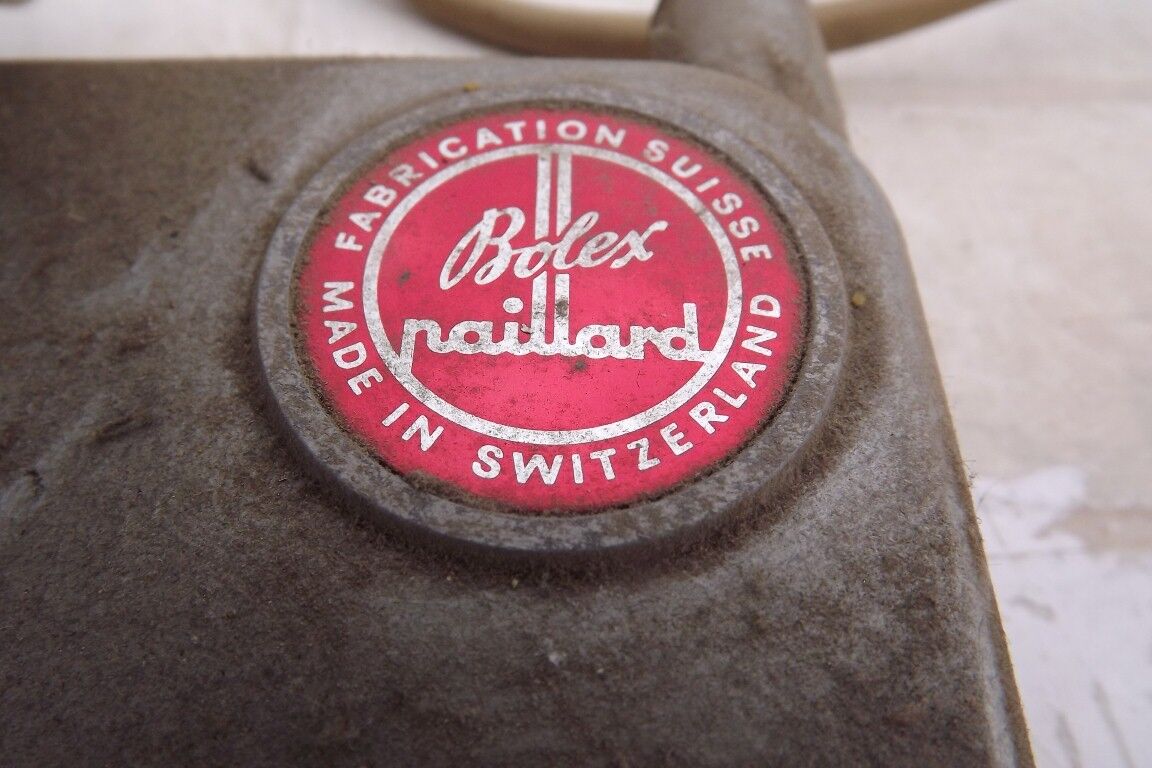 FABRICATION SUISSE
Bolex
paillard
MADE IN SWITZERLAND